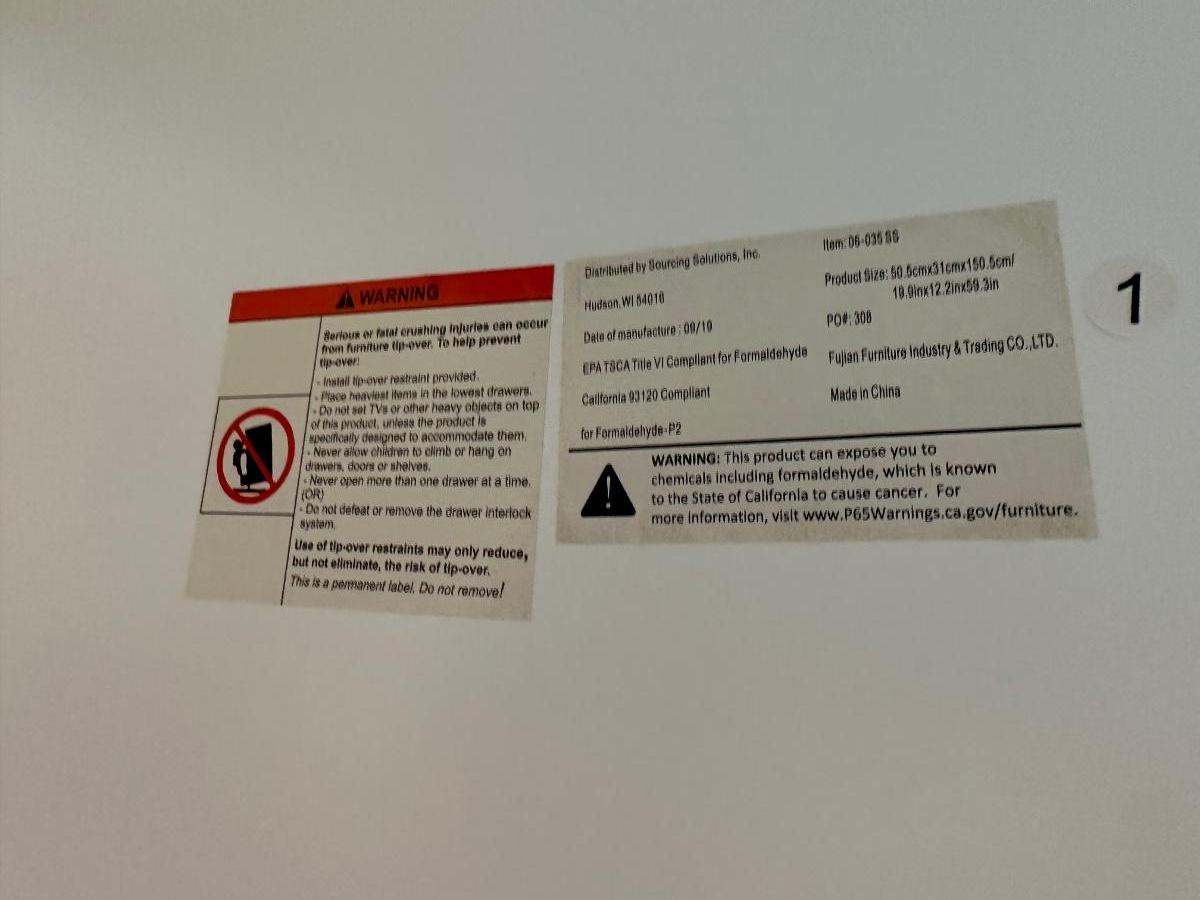 WARNING
Serious or fatal crushing injuries can occur
from furniture tip-over. To help prevent
tip-over:
- Install tip-over restraint provided.
- Place heaviest items in the lowest drawers.
- Do not set TVs or other heavy objects on top
of this product, unless the product is
specifically designed to accommodate them.
- Never allow children to climb or hang on
drawers, doors or shelves.
- Never open more than one drawer at a time.
(OR)
- Do not defeat or remove the drawer interlock
system.
Use of tip-over restraints may only reduce,
but not eliminate, the risk of tip-over.
This is a permanent label. Do not remove!
Distributed by Sourcing Solutions, Inc.
Hudson, WI 54016
Date of manufacture : 09/19
EPA TSCA Title VI Compliant for Formaldehyde
California 93120 Compliant
for Formaldehyde-P2
Item: 06-035 SS
Product Size: 50.5cmx31cmx150.5cm/
19.9inx12.2inx59.3in
PO#: 308
Fujian Furniture Industry & Trading CO.,LTD.
Made in China
WARNING: This product can expose you to
chemicals including formaldehyde, which is known
to the State of California to cause cancer. For
more information, visit www.P65Warnings.ca.gov/furniture.
1